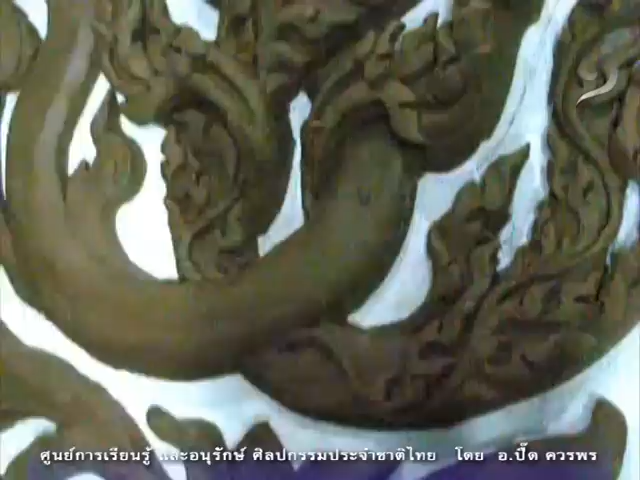 ศูนย์การเรียนรู้ และอนุรักษ์ ศิลปกรรมประจำชาติไทย โดย อ.ปิ๊ด ควรพร